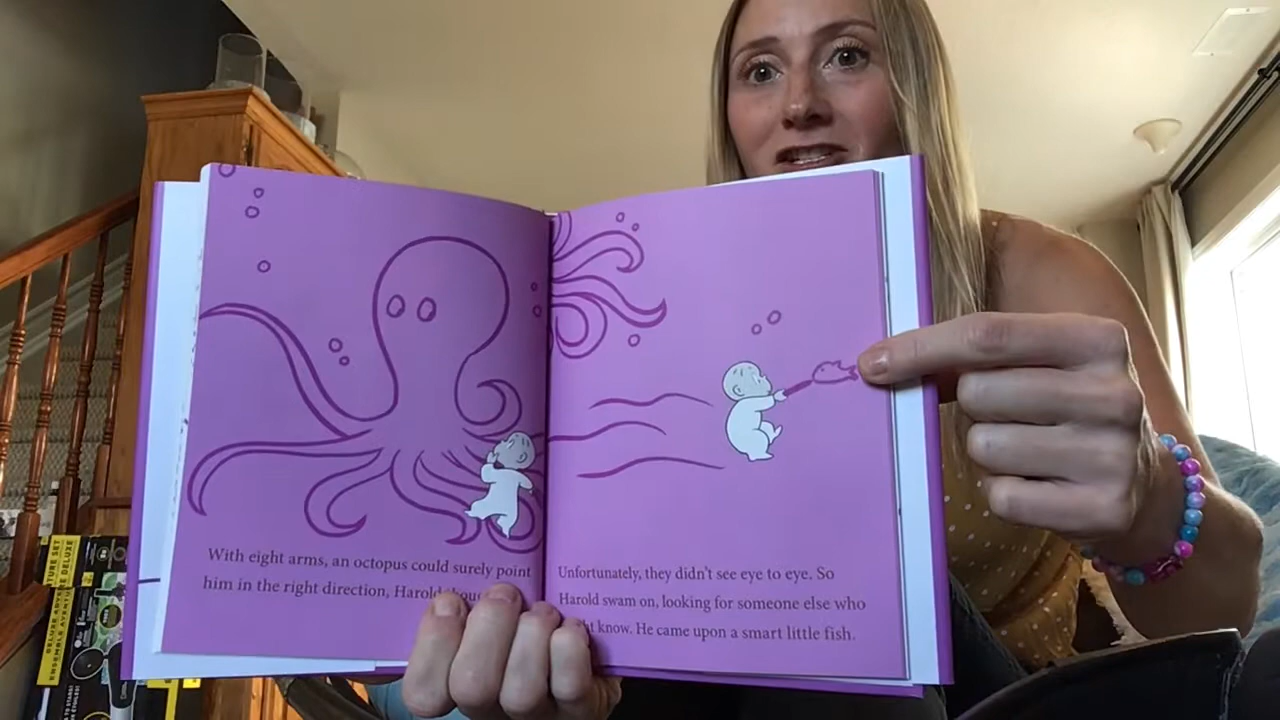 With eight arms, an octopus could surely point
him in the right direction, Harold
Unfortunately, they didn't see eye to eye. So
Harold swam on, looking for someone else who
know. He came upon a smart little fish.
DELUXE